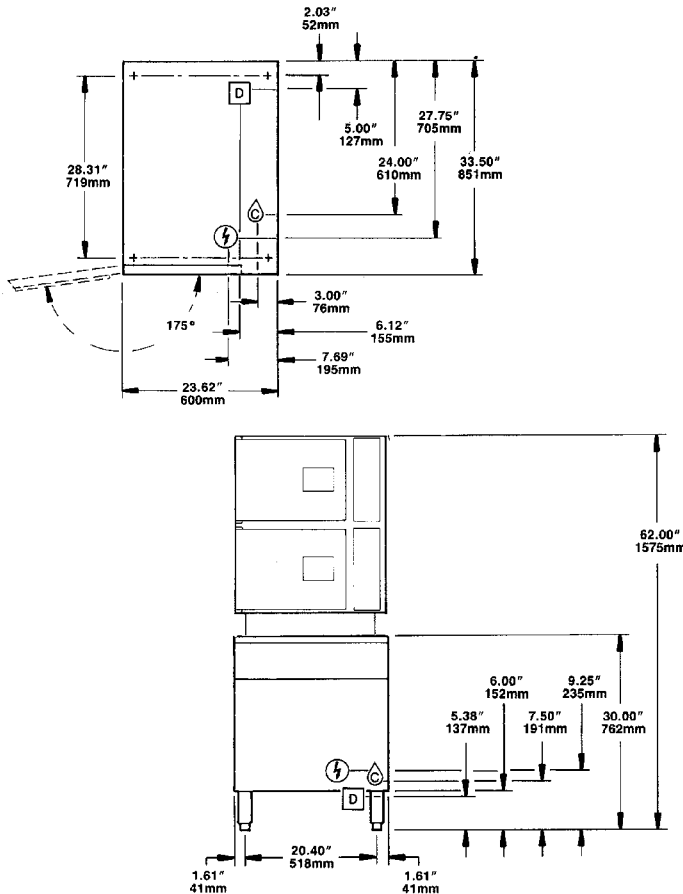 2.03"
52mm
D
5.00"
127mm
27.75"
705mm
24.00"
610mm
33.50"
851mm
28.31"
719mm
C
3.00"
76mm
175°
6.12"
155mm
7.69"
195mm
23.62"
600mm
62.00"
1575mm
6.00"
152mm
9.25"
235mm
5.38"
137mm
7.50"
191mm
30.00"
762mm
C
D
20.40"
518mm
1.61"
41mm
1.61"
41mm